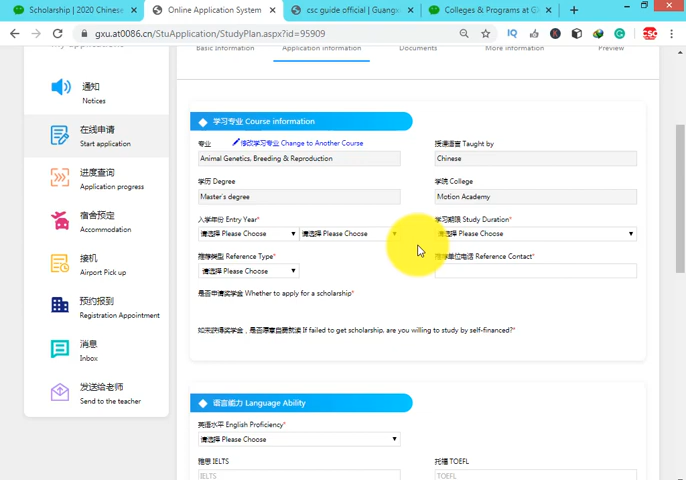 Scholarship | 2020 Chinese
Online Application System
csc guide official | Guangx
Colleges & Programs at G
gxu.at0086.cn/StuApplication/StudyPlan.aspx?id=95909
Basic Information
Application information
Documents
More information
Preview
通知
Notices
在线申请
Start application
进度查询
Application progress
宿舍预定
Accommodation
接机
Airport Pick up
预约报到
Registration Appointment
消息
Inbox
发送给老师
Send to the teacher
学习专业 Course information
专业
修改学习专业 Change to Another Course
授课语言 Taught by
Animal Genetics, Breeding & Reproduction
Chinese
学历 Degree
学院 College
Master's degree
Motion Academy
入学年份 Entry Year*
学习期限 Study Duration*
请选择 Please Choose
请选择 Please Choose
请选择 Please Choose
推荐类型 Reference Type*
推荐单位电话 Reference Contact*
请选择 Please Choose
是否申请奖学金 Whether to apply for a scholarship*
如未获得奖学金，是否愿意自费就读 If failed to get scholarship, are you willing to study by self-financed?*
语言能力 Language Ability
英语水平 English Proficiency*
请选择 Please Choose
雅思 IELTS
托福 TOEFL
IELTS
TOEFL